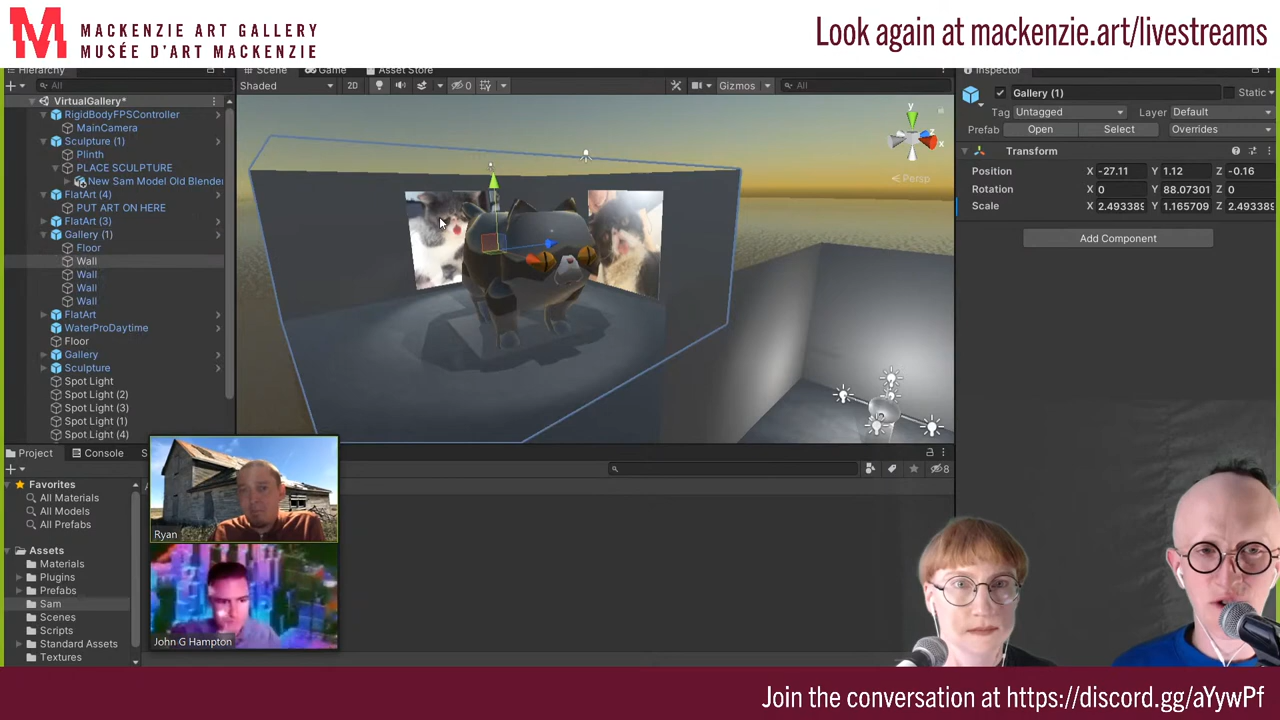 MACKENZIE ART GALLERY
MUSÉE D'ART MACKENZIE
Look again at mackenzie.art/livestreams
Hierarchy
Scene
Game
Asset Store
Inspector
All
Shaded
2D
0
Gizmos
All
Gallery (1)
Static
VirtualGallery*
Tag Untagged
Layer Default
RigidBodyFPSController
Prefab Open Select Overrides
MainCamera
Sculpture (1)
Transform
Plinth
Position X -27.11 Y 1.12 Z -0.16
PLACE SCULPTURE
Rotation X 0 Y 88.07301 Z 0
New Sam Model Old Blender
Scale X 2.493389 Y 1.165709 Z 2.493389
FlatArt (4)
PUT ART ON HERE
FlatArt (3)
Add Component
Gallery (1)
Floor
Wall
Wall
Wall
Wall
FlatArt
WaterProDaytime
Floor
Gallery
Sculpture
Spot Light
Spot Light (2)
Spot Light (3)
Spot Light (1)
Spot Light (4)
y
z
x
Persp
Project
Console
8
Favorites
All Materials
All Models
All Prefabs
Assets
Materials
Plugins
Prefabs
Sam
Scenes
Scripts
Standard Assets
Textures
Ryan
John G Hampton
Join the conversation at https://discord.gg/aYywPf